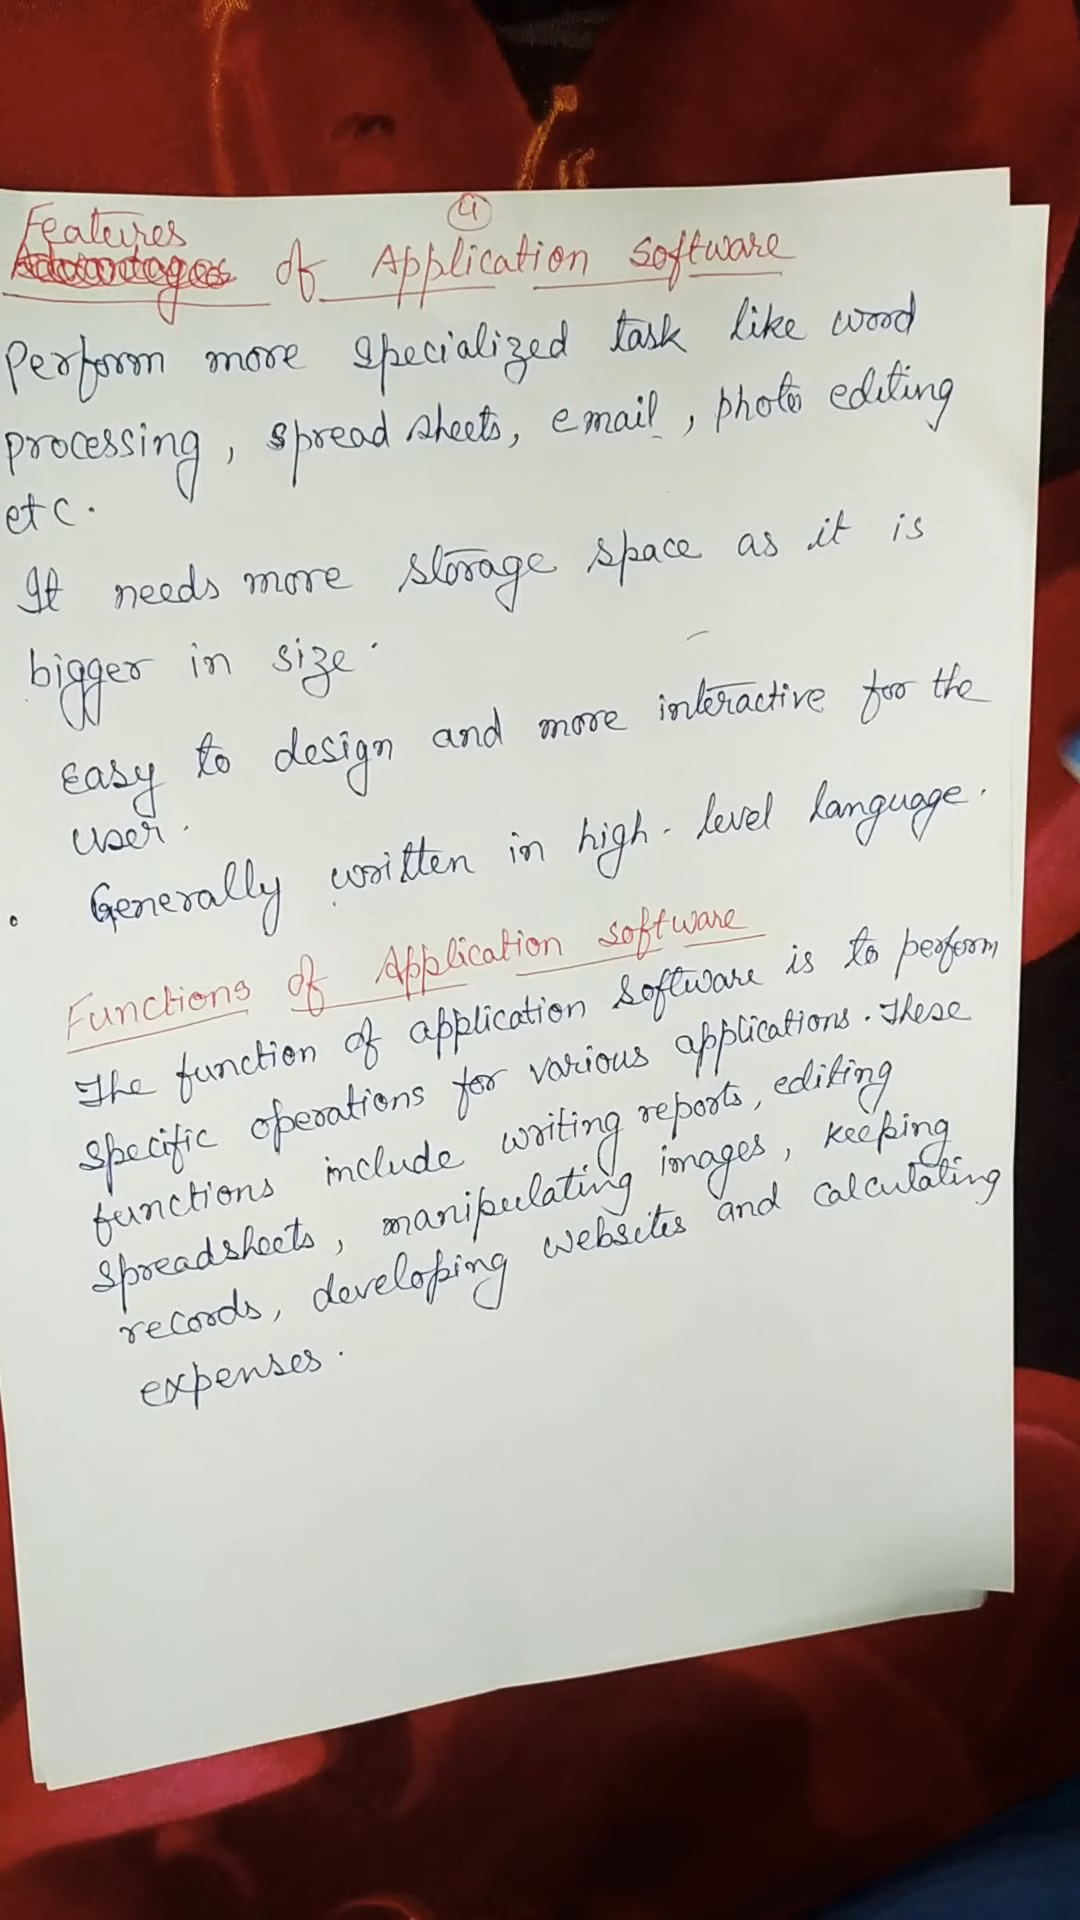 4
Features
Advantages of Application Software
Perform more specialized task like word
processing, spread sheets, email, photo editing
etc.
It needs more storage space as it is
bigger in size.
Easy to design and more interactive for the
user.
• Generally written in high-level language.
Functions of Application software
The function of application software is to perform
specific operations for various applications. These
functions include writing reports, editing
spreadsheets, manipulating images, keeping
records, developing websites and calculating
expenses.